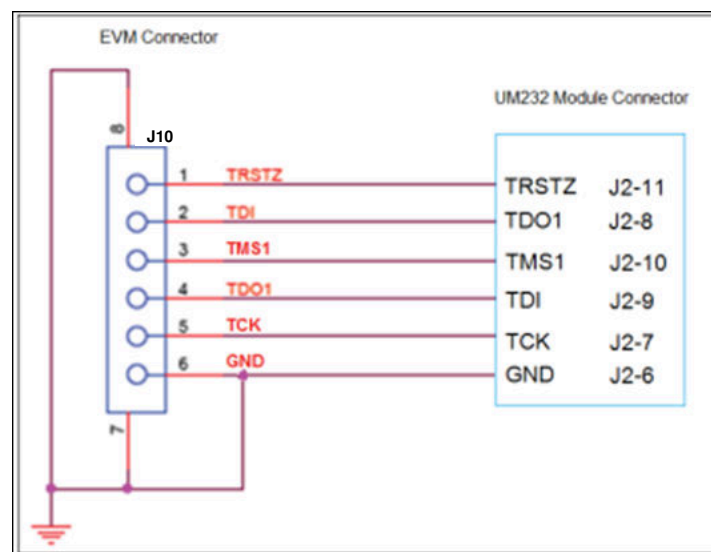 EVM Connector
UM232 Module Connector
8
J10
1 TRSTZ TRSTZ J2-11
2 TDI TDO1 J2-8
3 TMS1 TMS1 J2-10
4 TDO1 TDI J2-9
5 TCK TCK J2-7
6 GND GND J2-6
7